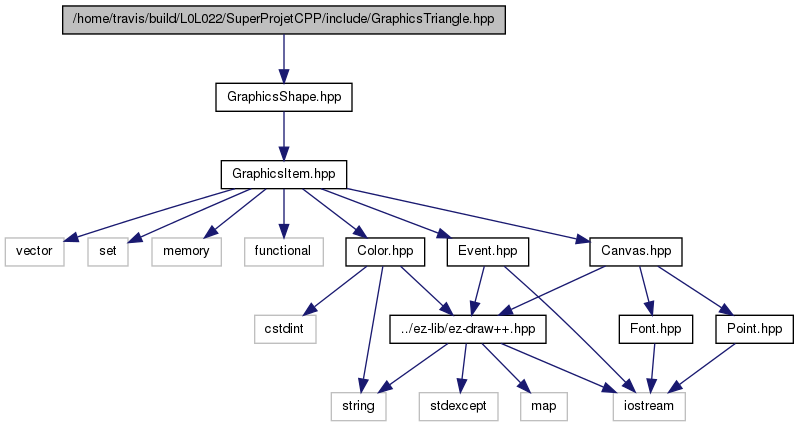 /home/travis/build/L0L022/SuperProjetCPP/include/GraphicsTriangle.hpp
GraphicsShape.hpp
GraphicsItem.hpp
vector
set
memory
functional
Color.hpp
Event.hpp
Canvas.hpp
cstdint
../ez-lib/ez-draw++.hpp
Font.hpp
Point.hpp
string
stdexcept
map
iostream